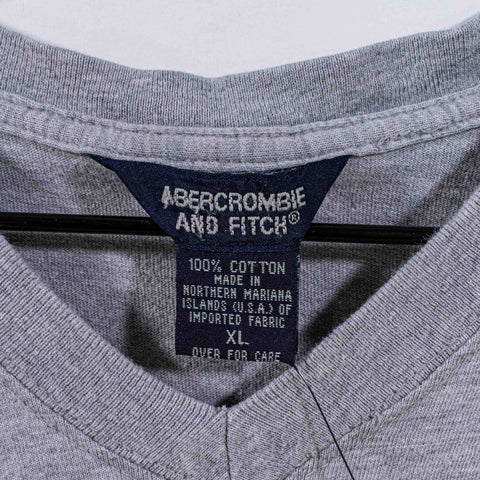 ABERCROMBIE
AND FITCH®
100% COTTON
MADE IN
NORTHERN MARIANA
ISLANDS (U.S.A.) OF
IMPORTED FABRIC
XL
OVER FOR CARE